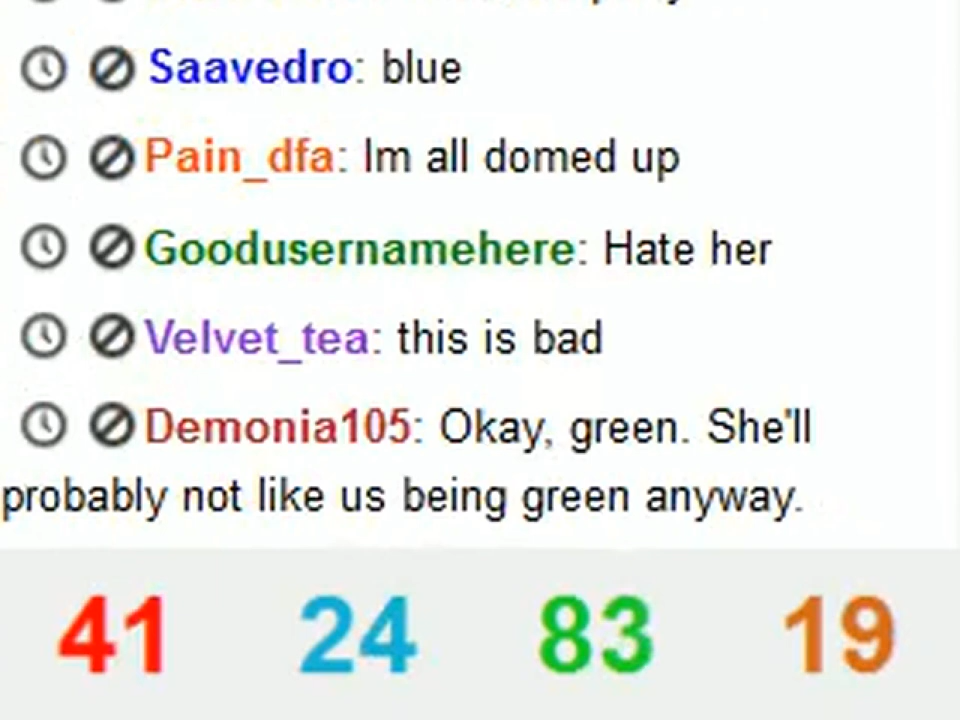 Saavedro: blue
Pain_dfa: Im all domed up
Goodusernamehere: Hate her
Velvet_tea: this is bad
Demonia105: Okay, green. She'll
probably not like us being green anyway.
41 24 83 19